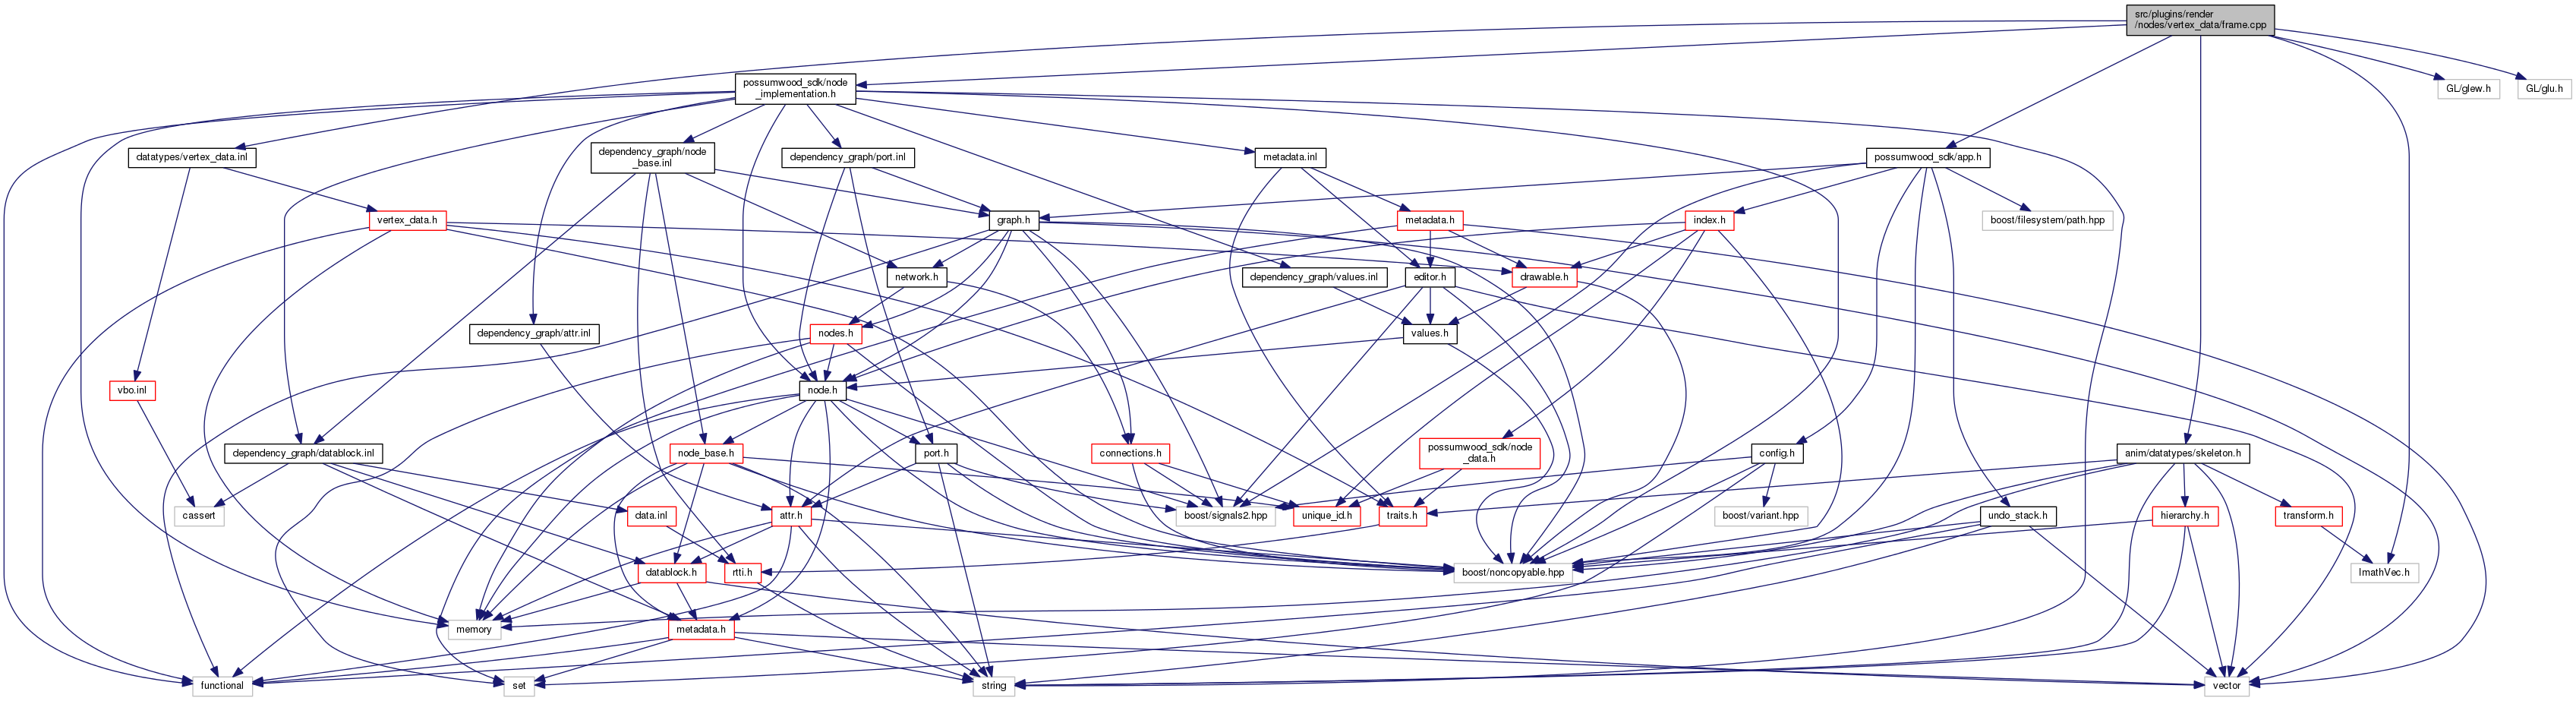 src/plugins/render
/nodes/vertex_data/frame.cpp
possumwood_sdk/node
_implementation.h
GL/glew.h
GL/glu.h
datatypes/vertex_data.inl
dependency_graph/node
_base.inl
dependency_graph/port.inl
metadata.inl
possumwood_sdk/app.h
vertex_data.h
graph.h
metadata.h
index.h
boost/filesystem/path.hpp
network.h
dependency_graph/values.inl
editor.h
drawable.h
dependency_graph/attr.inl
nodes.h
values.h
vbo.inl
node.h
dependency_graph/datablock.inl
node_base.h
port.h
connections.h
possumwood_sdk/node
_data.h
config.h
anim/datatypes/skeleton.h
cassert
data.inl
attr.h
boost/signals2.hpp
unique_id.h
traits.h
boost/variant.hpp
undo_stack.h
hierarchy.h
transform.h
datablock.h
rtti.h
boost/noncopyable.hpp
ImathVec.h
memory
metadata.h
functional
set
string
vector